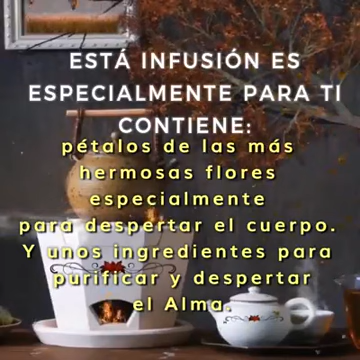 ESTÁ INFUSIÓN ES
ESPECIALMENTE PARA TI
CONTIENE:
pétalos de las más
hermosas flores
especialmente
para despertar el cuerpo.
Y unos ingredientes para
purificar y despertar
el Alma.